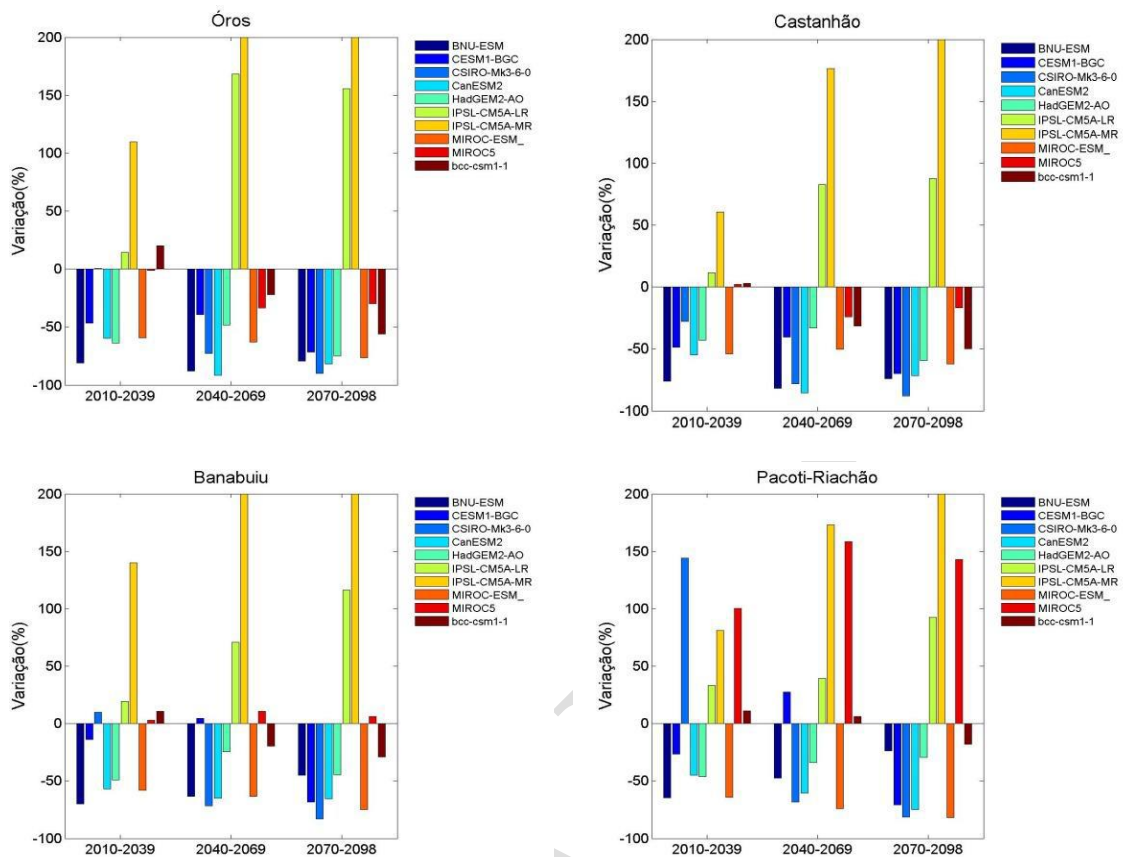 Óros
Variação(%)
200
150
100
50
0
-50
-100
2010-2039
2040-2069
2070-2098
BNU-ESM
CESM1-BGC
CSIRO-Mk3-6-0
CanESM2
HadGEM2-AO
IPSL-CM5A-LR
IPSL-CM5A-MR
MIROC-ESM_
MIROC5
bcc-csm1-1
Castanhão
Variação(%)
200
150
100
50
0
-50
-100
2010-2039
2040-2069
2070-2098
BNU-ESM
CESM1-BGC
CSIRO-Mk3-6-0
CanESM2
HadGEM2-AO
IPSL-CM5A-LR
IPSL-CM5A-MR
MIROC-ESM_
MIROC5
bcc-csm1-1
Banabuiu
Variação(%)
200
150
100
50
0
-50
-100
2010-2039
2040-2069
2070-2098
BNU-ESM
CESM1-BGC
CSIRO-Mk3-6-0
CanESM2
HadGEM2-AO
IPSL-CM5A-LR
IPSL-CM5A-MR
MIROC-ESM_
MIROC5
bcc-csm1-1
Pacoti-Riachão
Variação(%)
200
150
100
50
0
-50
-100
2010-2039
2040-2069
2070-2098
BNU-ESM
CESM1-BGC
CSIRO-Mk3-6-0
CanESM2
HadGEM2-AO
IPSL-CM5A-LR
IPSL-CM5A-MR
MIROC-ESM_
MIROC5
bcc-csm1-1